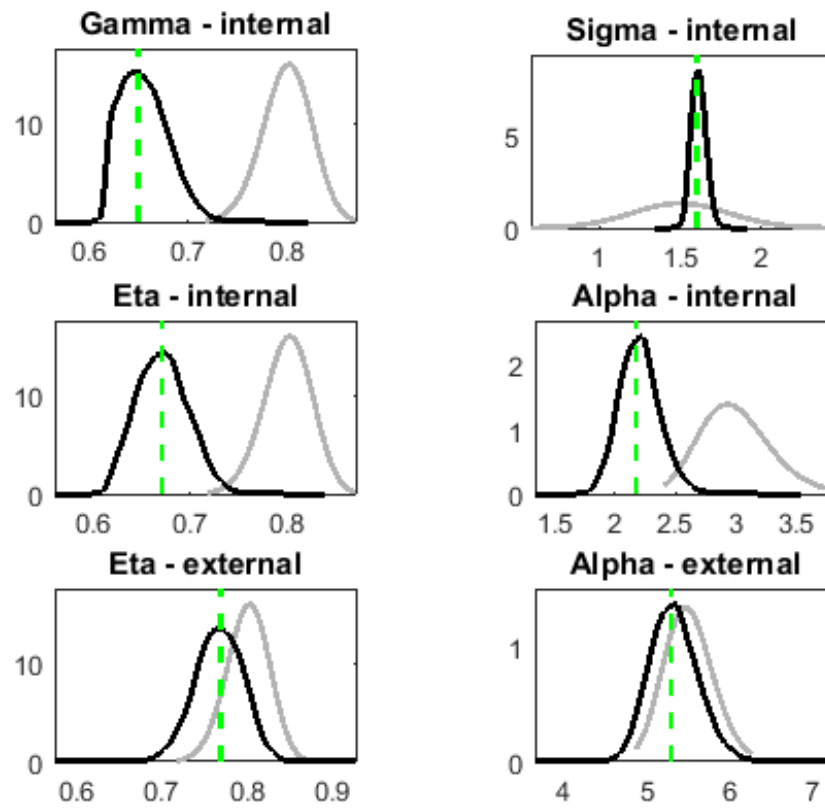 Gamma - internal
10
0
0.6 0.7 0.8
Sigma - internal
5
0
1 1.5 2
Eta - internal
10
0
0.6 0.7 0.8
Alpha - internal
2
1
0
1.5 2 2.5 3 3.5
Eta - external
10
0
0.6 0.7 0.8 0.9
Alpha - external
1
0
4 5 6 7